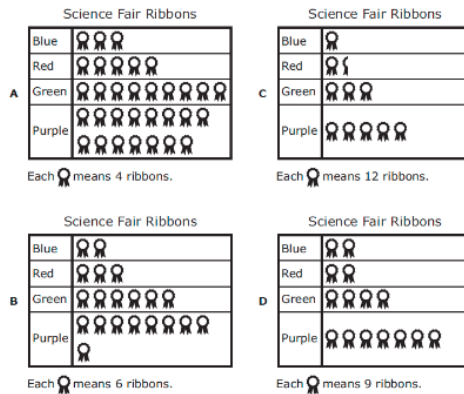 Science Fair Ribbons
A
Blue
Red
Green
Purple
Each means 4 ribbons.
Science Fair Ribbons
C
Blue
Red
Green
Purple
Each means 12 ribbons.
Science Fair Ribbons
B
Blue
Red
Green
Purple
Each means 6 ribbons.
Science Fair Ribbons
D
Blue
Red
Green
Purple
Each means 9 ribbons.